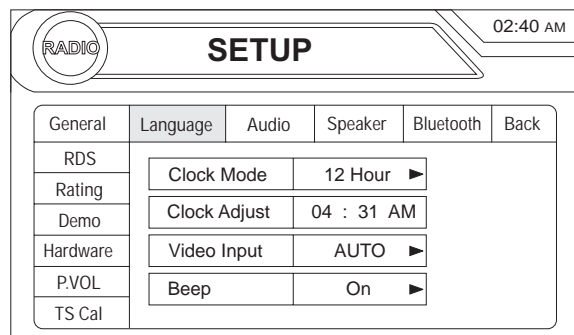 RADIO
SETUP
02:40 AM
General Language Audio Speaker Bluetooth Back
RDS
Rating
Demo
Hardware
P.VOL
TS Cal
Clock Mode 12 Hour ►
Clock Adjust 04 : 31 AM
Video Input AUTO ►
Beep On ►